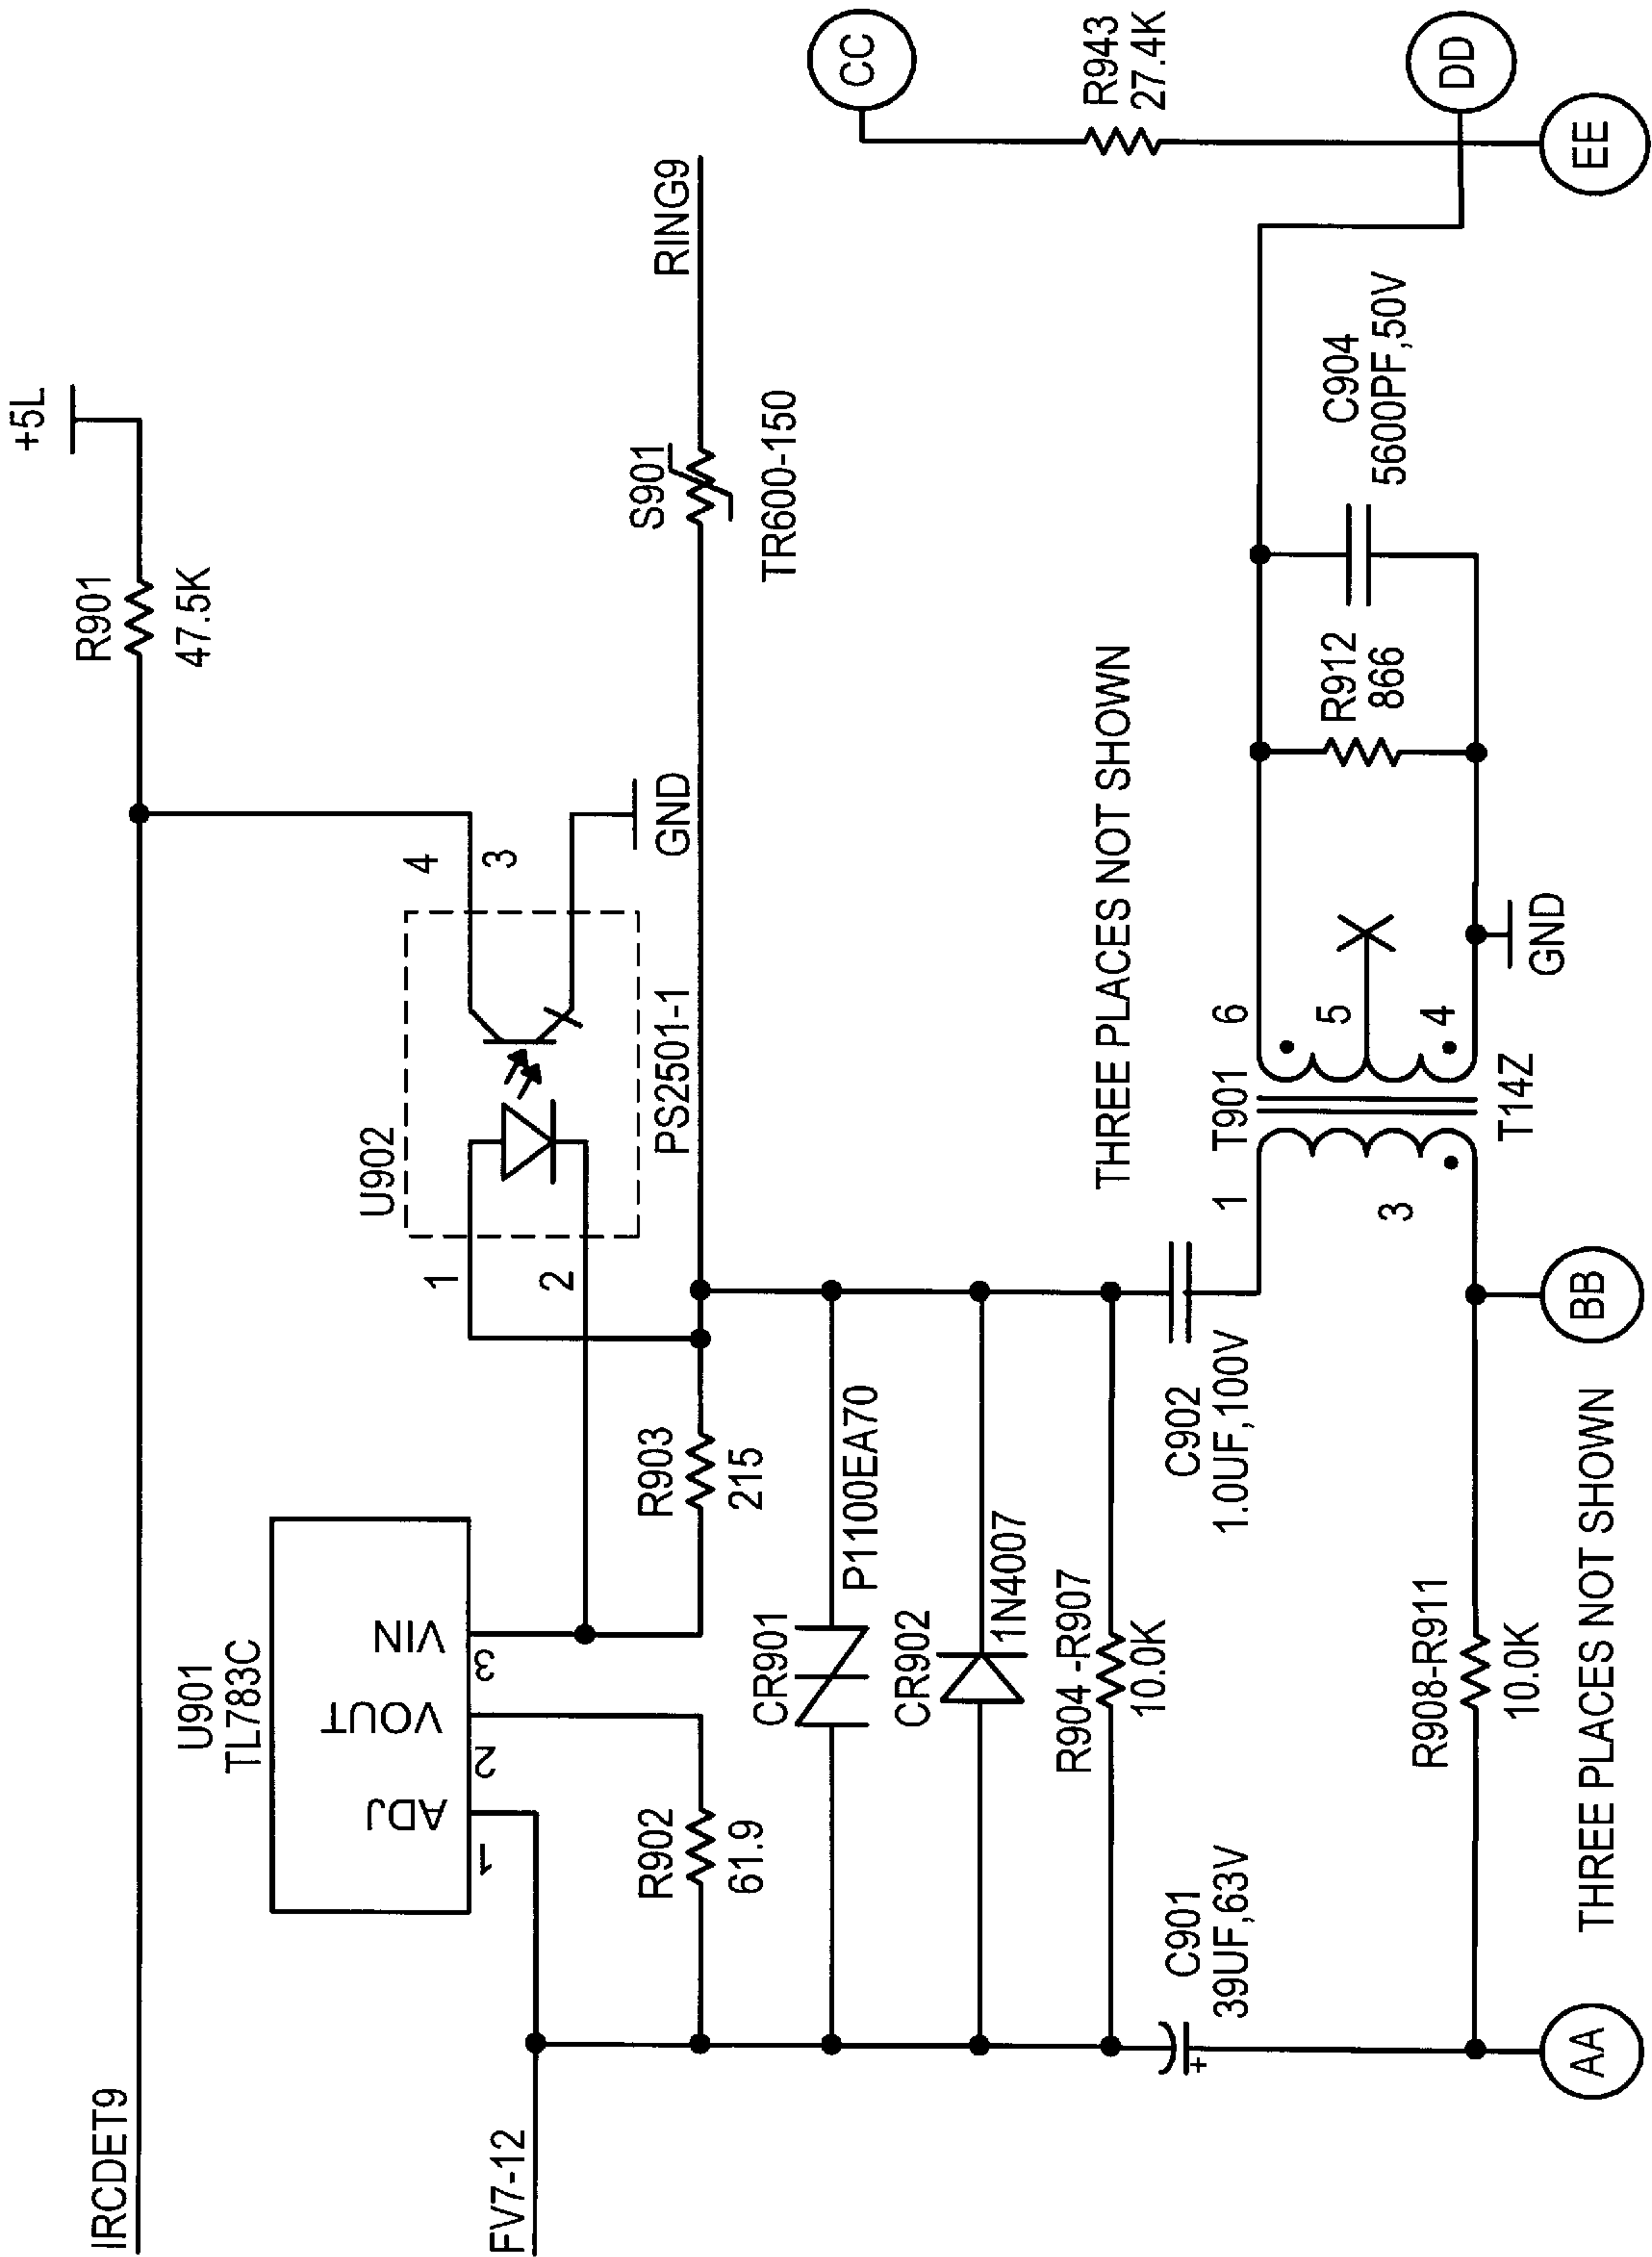 IRCDET9
R901
47.5K
+5L
FV7-12
U901
TL783C
ADJ
VOUT
VIN
1
2
3
U902
1
2
4
3
PS2501-1
GND
R902
61.9
R903
215
S901
TR600-150
RING9
CR901
P1100EA70
CR902
1N4007
R904-R907
10.0K
THREE PLACES NOT SHOWN
C901
39UF,63V
+
C902
1.0UF,100V
1
T901
6
5
3
4
T14Z
GND
R912
866
C904
5600PF,50V
CC
R943
27.4K
DD
EE
R908-R911
10.0K
THREE PLACES NOT SHOWN
AA
BB